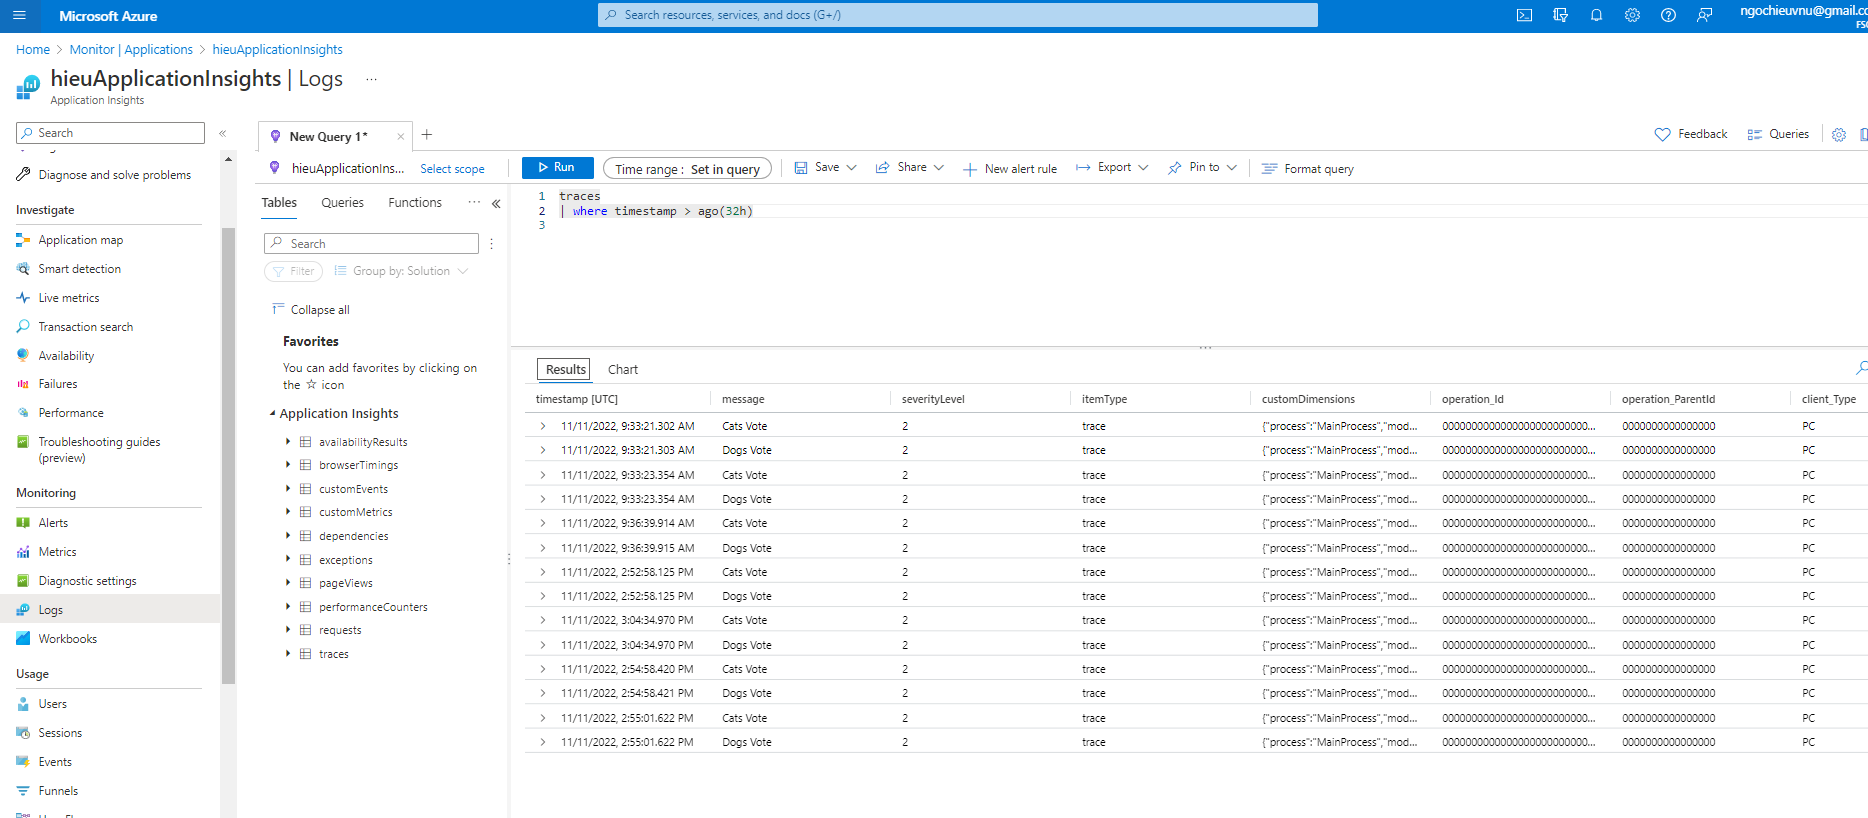 Microsoft Azure
Search resources, services, and docs (G+/)
ngochieuvnu@gmail.co
Home > Monitor | Applications > hieuApplicationInsights
hieuApplicationInsights | Logs ...
Application Insights
Search
Diagnose and solve problems
Investigate
Application map
Smart detection
Live metrics
Transaction search
Availability
Failures
Performance
Troubleshooting guides
(preview)
Monitoring
Alerts
Metrics
Diagnostic settings
Logs
Workbooks
Usage
Users
Sessions
Events
Funnels
New Query 1*
Feedback
Queries
hieuApplicationIns...
Select scope
Run
Time range : Set in query
Save
Share
New alert rule
Export
Pin to
Format query
Tables
Queries
Functions
...
Search
Filter
Group by: Solution
Collapse all
Favorites
You can add favorites by clicking on
the ☆ icon
Application Insights
availabilityResults
browserTimings
customEvents
customMetrics
dependencies
exceptions
pageViews
performanceCounters
requests
traces
1 traces
2 | where timestamp > ago(32h)
3
Results
Chart
timestamp [UTC] message severityLevel itemType customDimensions operation_Id operation_ParentId client_Type
11/11/2022, 9:33:21.302 AM Cats Vote 2 trace {"process":"MainProcess","mod... 00000000000000000000000000... 0000000000000000 PC
11/11/2022, 9:33:21.303 AM Dogs Vote 2 trace {"process":"MainProcess","mod... 00000000000000000000000000... 0000000000000000 PC
11/11/2022, 9:33:23.354 AM Cats Vote 2 trace {"process":"MainProcess","mod... 00000000000000000000000000... 0000000000000000 PC
11/11/2022, 9:33:23.354 AM Dogs Vote 2 trace {"process":"MainProcess","mod... 00000000000000000000000000... 0000000000000000 PC
11/11/2022, 9:36:39.914 AM Cats Vote 2 trace {"process":"MainProcess","mod... 00000000000000000000000000... 0000000000000000 PC
11/11/2022, 9:36:39.915 AM Dogs Vote 2 trace {"process":"MainProcess","mod... 00000000000000000000000000... 0000000000000000 PC
11/11/2022, 2:52:58.125 PM Cats Vote 2 trace {"process":"MainProcess","mod... 00000000000000000000000000... 0000000000000000 PC
11/11/2022, 2:52:58.125 PM Dogs Vote 2 trace {"process":"MainProcess","mod... 00000000000000000000000000... 0000000000000000 PC
11/11/2022, 3:04:34.970 PM Cats Vote 2 trace {"process":"MainProcess","mod... 00000000000000000000000000... 0000000000000000 PC
11/11/2022, 3:04:34.970 PM Dogs Vote 2 trace {"process":"MainProcess","mod... 00000000000000000000000000... 0000000000000000 PC
11/11/2022, 2:54:58.420 PM Cats Vote 2 trace {"process":"MainProcess","mod... 00000000000000000000000000... 0000000000000000 PC
11/11/2022, 2:54:58.421 PM Dogs Vote 2 trace {"process":"MainProcess","mod... 00000000000000000000000000... 0000000000000000 PC
11/11/2022, 2:55:01.622 PM Cats Vote 2 trace {"process":"MainProcess","mod... 00000000000000000000000000... 0000000000000000 PC
11/11/2022, 2:55:01.622 PM Dogs Vote 2 trace {"process":"MainProcess","mod... 00000000000000000000000000... 0000000000000000 PC